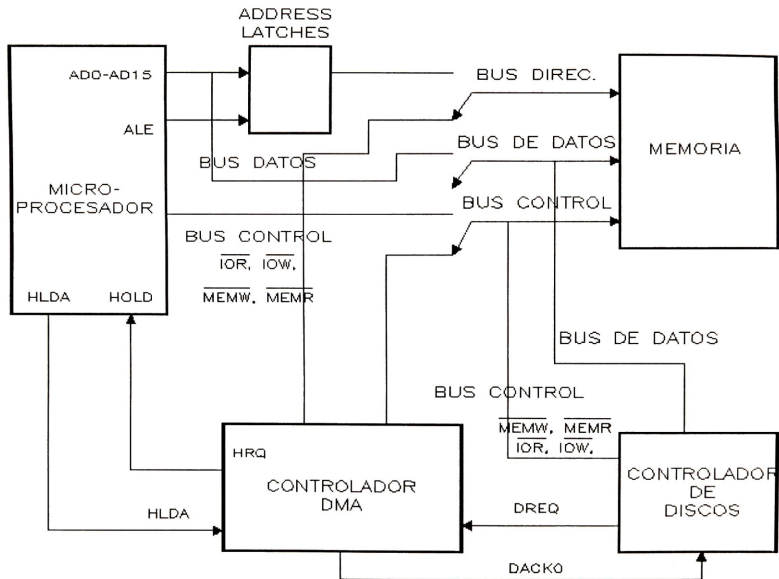 ADDRESS
LATCHES
AD0-AD15
ALE
BUS DIREC.
BUS DE DATOS
BUS DATOS
MEMORIA
MICRO-
PROCESADOR
BUS CONTROL
BUS CONTROL
IOR, IOW,
MEMW, MEMR
HLDA
HOLD
BUS DE DATOS
BUS CONTROL
MEMW, MEMR
IOR, IOW,
HRQ
CONTROLADOR
DMA
CONTROLADOR
DE
DISCOS
HLDA
DREQ
DACK0